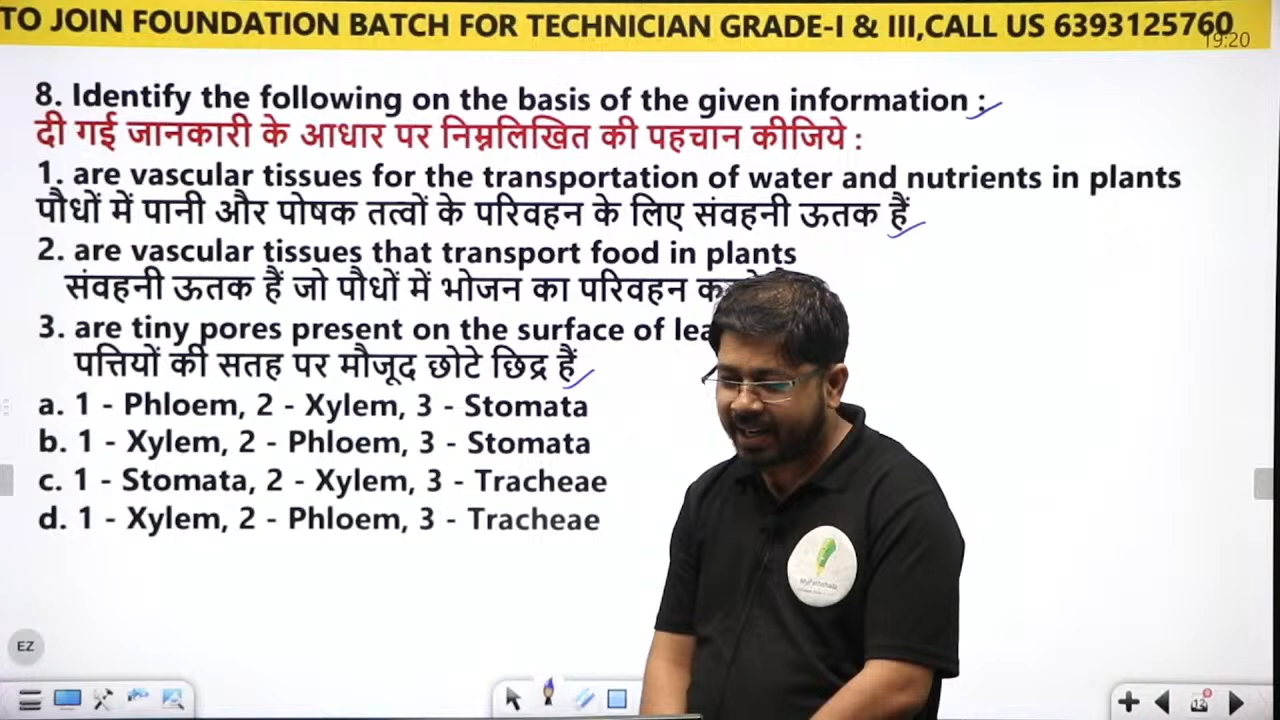 TO JOIN FOUNDATION BATCH FOR TECHNICIAN GRADE-I & III,CALL US 6393125760
19:20
8. Identify the following on the basis of the given information :
दी गई जानकारी के आधार पर निम्नलिखित की पहचान कीजिये :
1. are vascular tissues for the transportation of water and nutrients in plants
पौधों में पानी और पोषक तत्वों के परिवहन के लिए संवहनी ऊतक हैं
2. are vascular tissues that transport food in plants
संवहनी ऊतक हैं जो पौधों में भोजन का परिवहन
3. are tiny pores present on the surface of
पत्तियों की सतह पर मौजूद छोटे छिद्र हैं
a. 1 - Phloem, 2 - Xylem, 3 - Stomata
b. 1 - Xylem, 2 - Phloem, 3 - Stomata
c. 1 - Stomata, 2 - Xylem, 3 - Tracheae
d. 1 - Xylem, 2 - Phloem, 3 - Tracheae
EZ
12